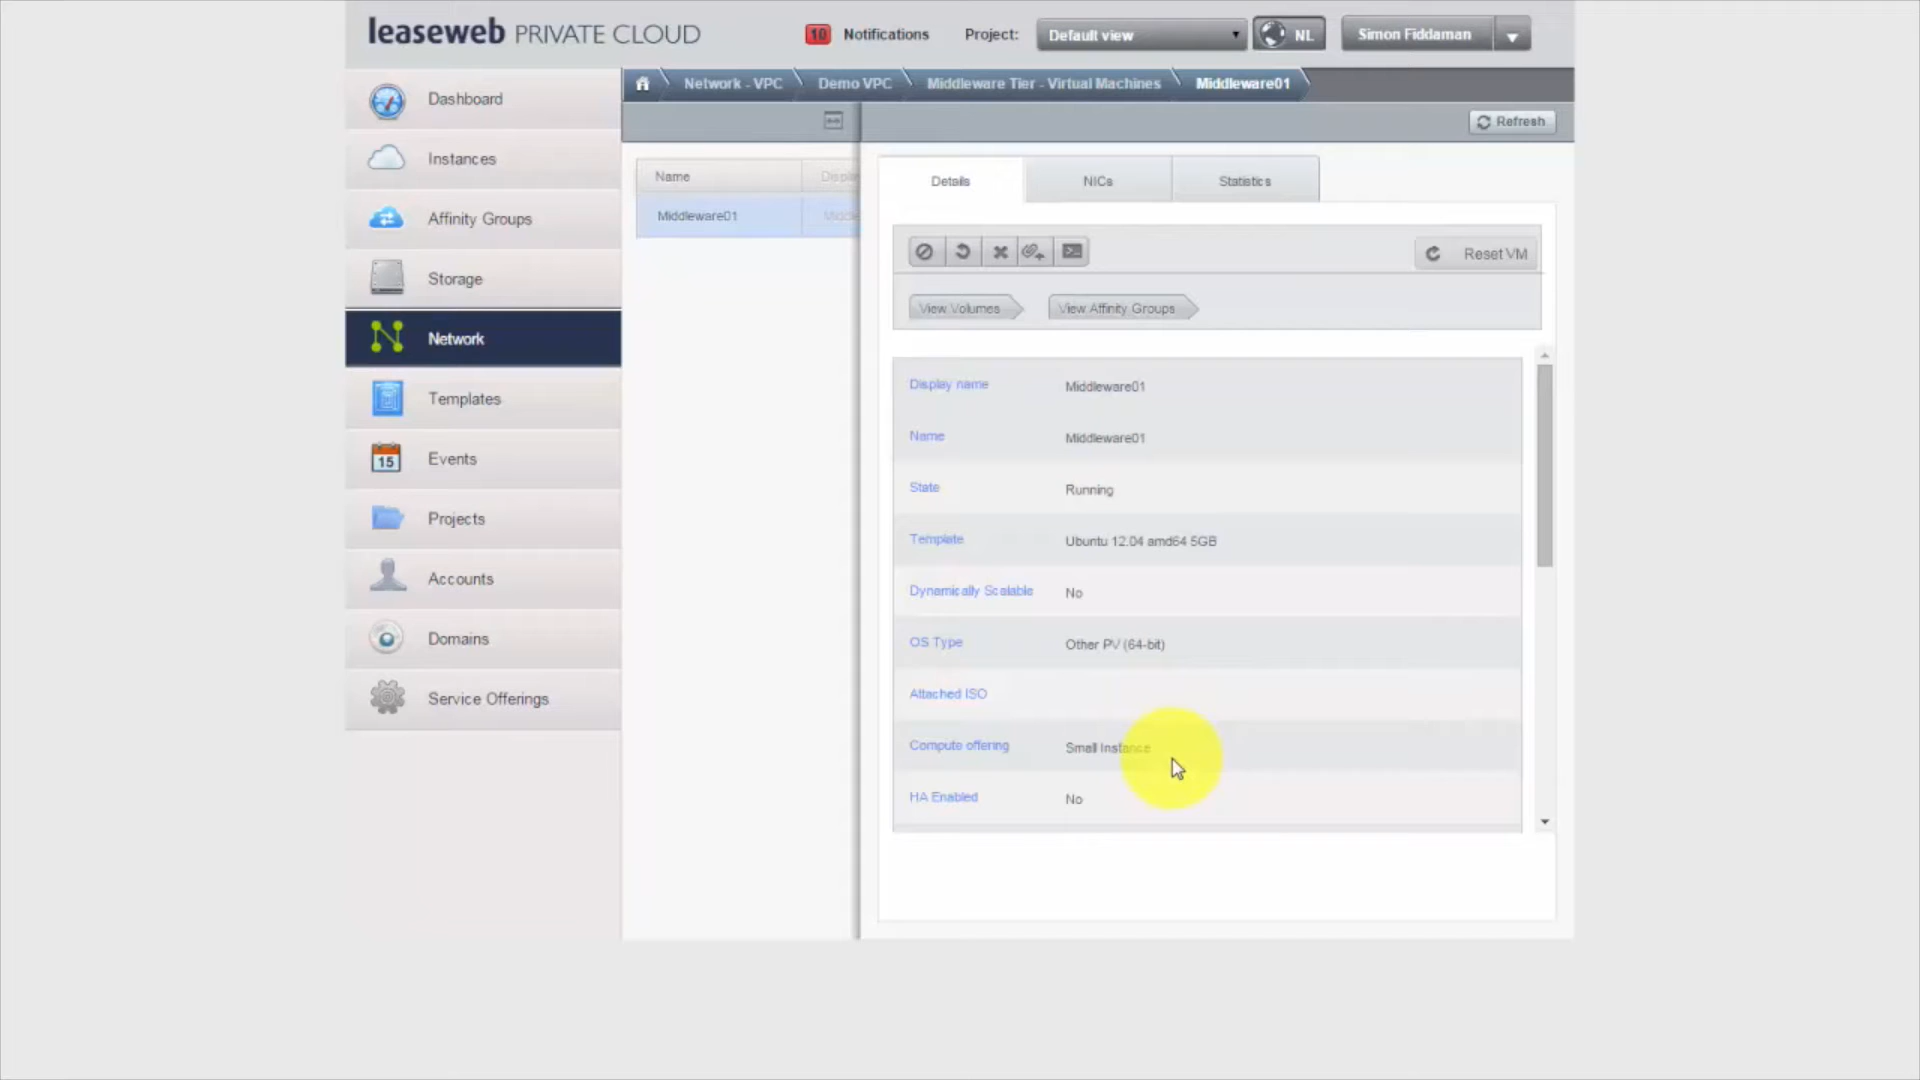 leaseweb PRIVATE CLOUD
10 Notifications
Project:
Default view
NL
Simon Fiddaman
Dashboard
Instances
Affinity Groups
Storage
Network
Templates
15
Events
Projects
Accounts
Domains
Service Offerings
Network - VPC
Demo VPC
Middleware Tier - Virtual Machines
Middleware01
Refresh
Name
Middleware01
Details
NICs
Statistics
Reset VM
View Volumes
View Affinity Groups
Display name Middleware01
Name Middleware01
State Running
Template Ubuntu 12.04 amd64 5GB
Dynamically Scalable No
OS Type Other PV (64-bit)
Attached ISO
Compute offering Small Instance
HA Enabled No